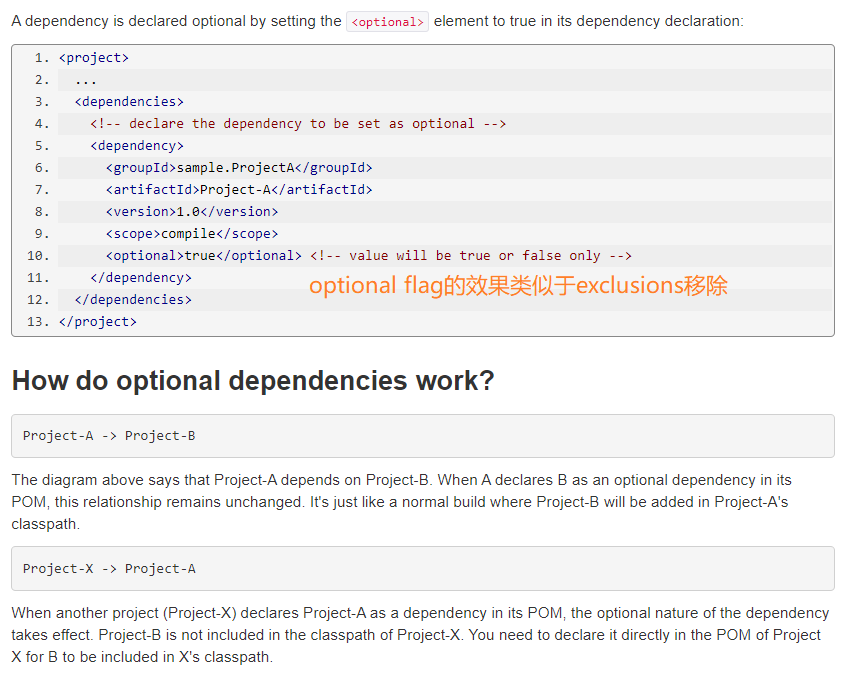 A dependency is declared optional by setting the <optional> element to true in its dependency declaration:
1. <project>
2.   ...
3.   <dependencies>
4.     <!-- declare the dependency to be set as optional -->
5.     <dependency>
6.       <groupId>sample.ProjectA</groupId>
7.       <artifactId>Project-A</artifactId>
8.       <version>1.0</version>
9.       <scope>compile</scope>
10.       <optional>true</optional> <!-- value will be true or false only -->
11.     </dependency>
optional flag的效果类似于exclusions移除
12.   </dependencies>
13. </project>
How do optional dependencies work?
Project-A -> Project-B
The diagram above says that Project-A depends on Project-B. When A declares B as an optional dependency in its
POM, this relationship remains unchanged. It's just like a normal build where Project-B will be added in Project-A's
classpath.
Project-X -> Project-A
When another project (Project-X) declares Project-A as a dependency in its POM, the optional nature of the dependency
takes effect. Project-B is not included in the classpath of Project-X. You need to declare it directly in the POM of Project
X for B to be included in X's classpath.